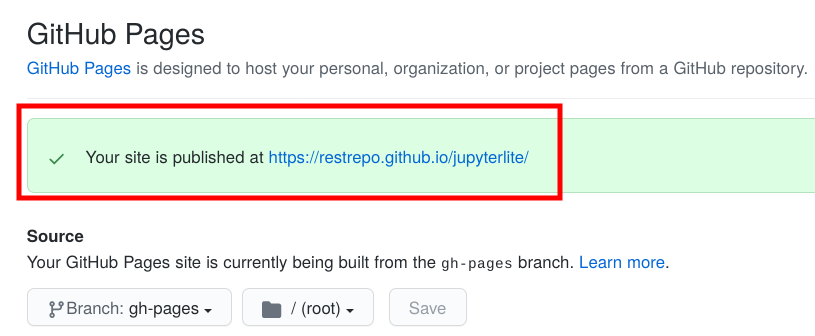 GitHub Pages
GitHub Pages is designed to host your personal, organization, or project pages from a GitHub repository.
Your site is published at https://restrepo.github.io/jupyterlite/
Source
Your GitHub Pages site is currently being built from the gh-pages branch. Learn more.
Branch: gh-pages / (root) Save